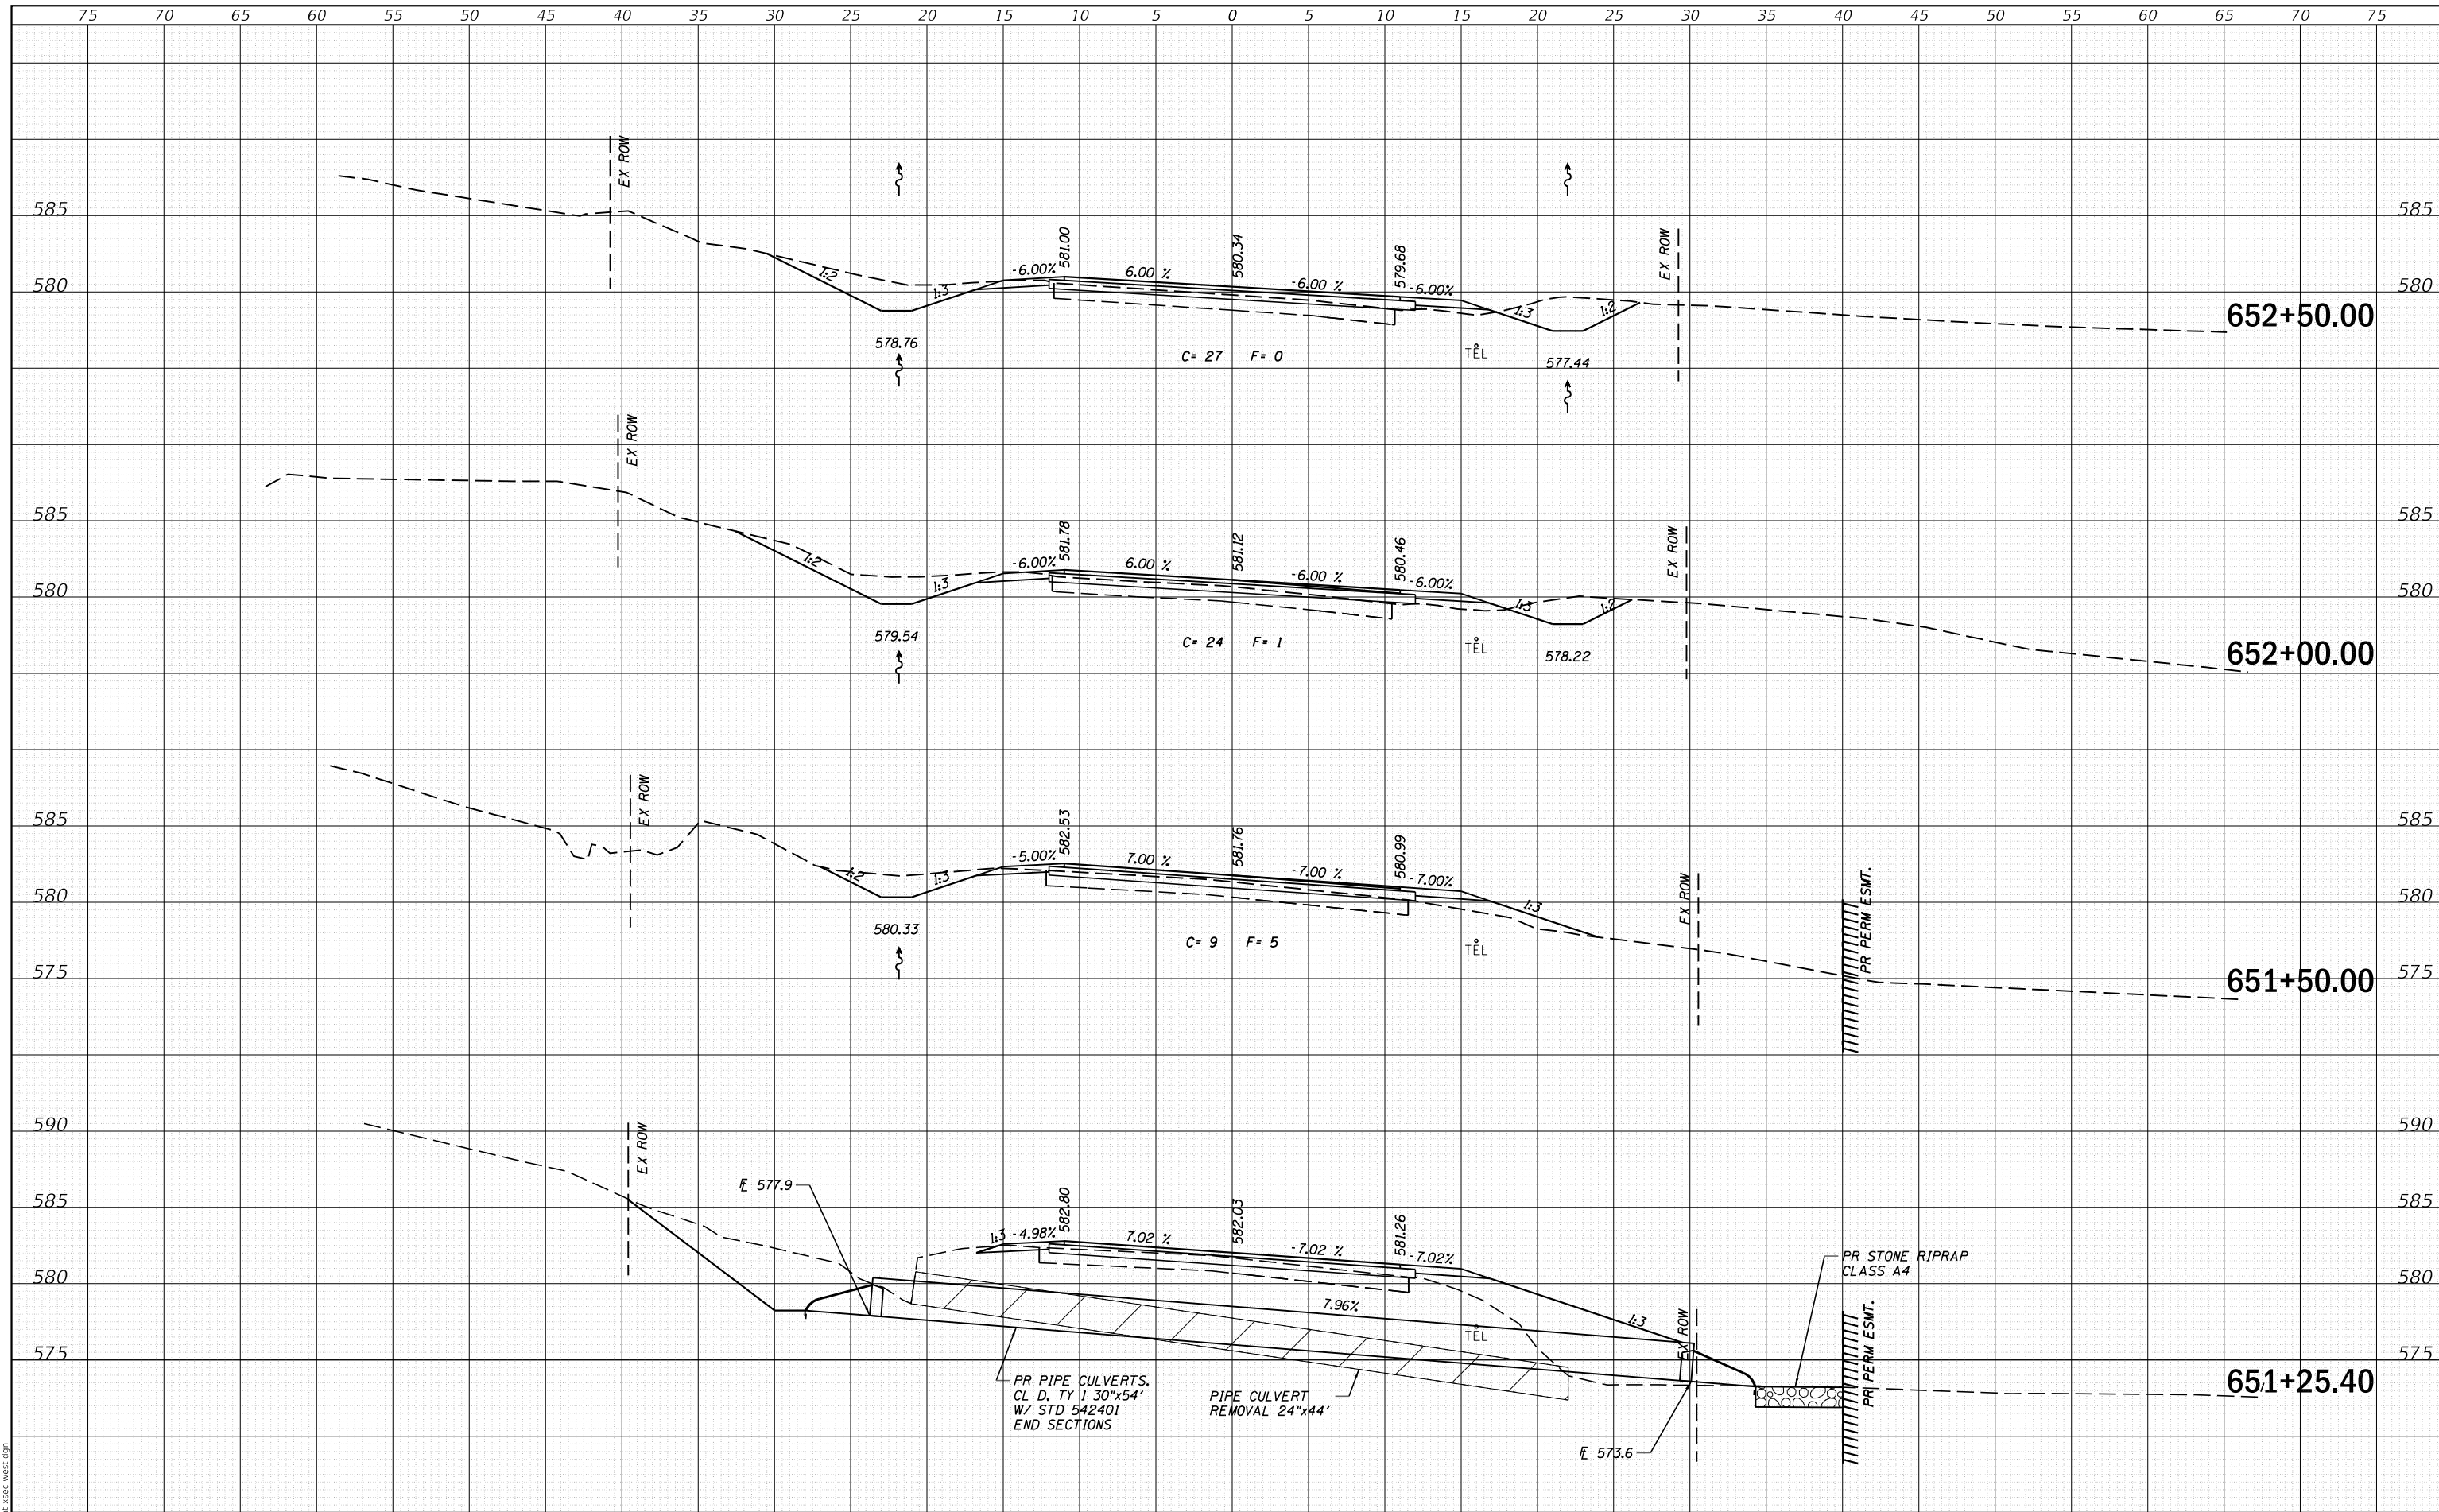 75 70 65 60 55 50 45 40 35 30 25 20 15 10 5 0 5 10 15 20 25 30 35 40 45 50 55 60 65 70 75
EX ROW
EX ROW
585 585
581.00 580.34 579.68
-6.00% 6.00 % -6.00 % -6.00%
1:2 1:3 1:3 1:2
580 580
652+50.00
578.76 C= 27 F= 0 TEL 577.44
EX ROW
EX ROW
585 585
581.78 581.12 580.46
-6.00% 6.00 % -6.00 % -6.00%
1:2 1:3 1:3 1:2
580 580
579.54 C= 24 F= 1 TEL 578.22
652+00.00
EX ROW
585 585
582.53 581.76 580.99
-5.00% 7.00 % -7.00 % -7.00%
1:2 1:3 1:3
EX ROW
PR PERM ESMT.
580 580
580.33 C= 9 F= 5 TEL
575 575
651+50.00
590 590
EX ROW
℄ 577.9
585 585
582.80 582.03 581.26
1:3 -4.98% 7.02 % -7.02 % -7.02%
PR STONE RIPRAP
CLASS A4
580 580
7.96%
1:3
TEL
EX ROW
PR PERM ESMT.
575 575
651+25.40
PR PIPE CULVERTS,
CL D, TY 1 30"x54'
W/ STD 542401
END SECTIONS
PIPE CULVERT
REMOVAL 24"x44'
℄ 573.6
t-xsec-west.dgn